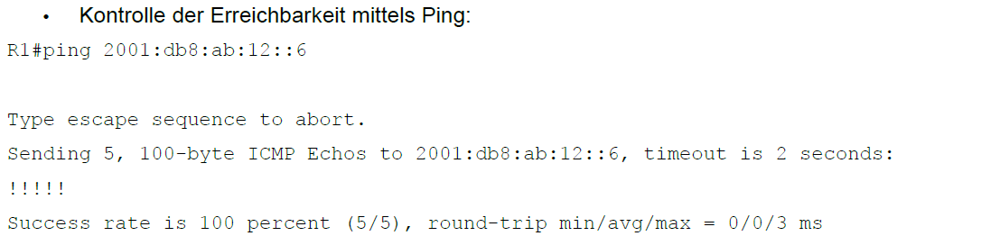 • Kontrolle der Erreichbarkeit mittels Ping:
R1#ping 2001:db8:ab:12::6
Type escape sequence to abort.
Sending 5, 100-byte ICMP Echos to 2001:db8:ab:12::6, timeout is 2 seconds:
!!!!!
Success rate is 100 percent (5/5), round-trip min/avg/max = 0/0/3 ms